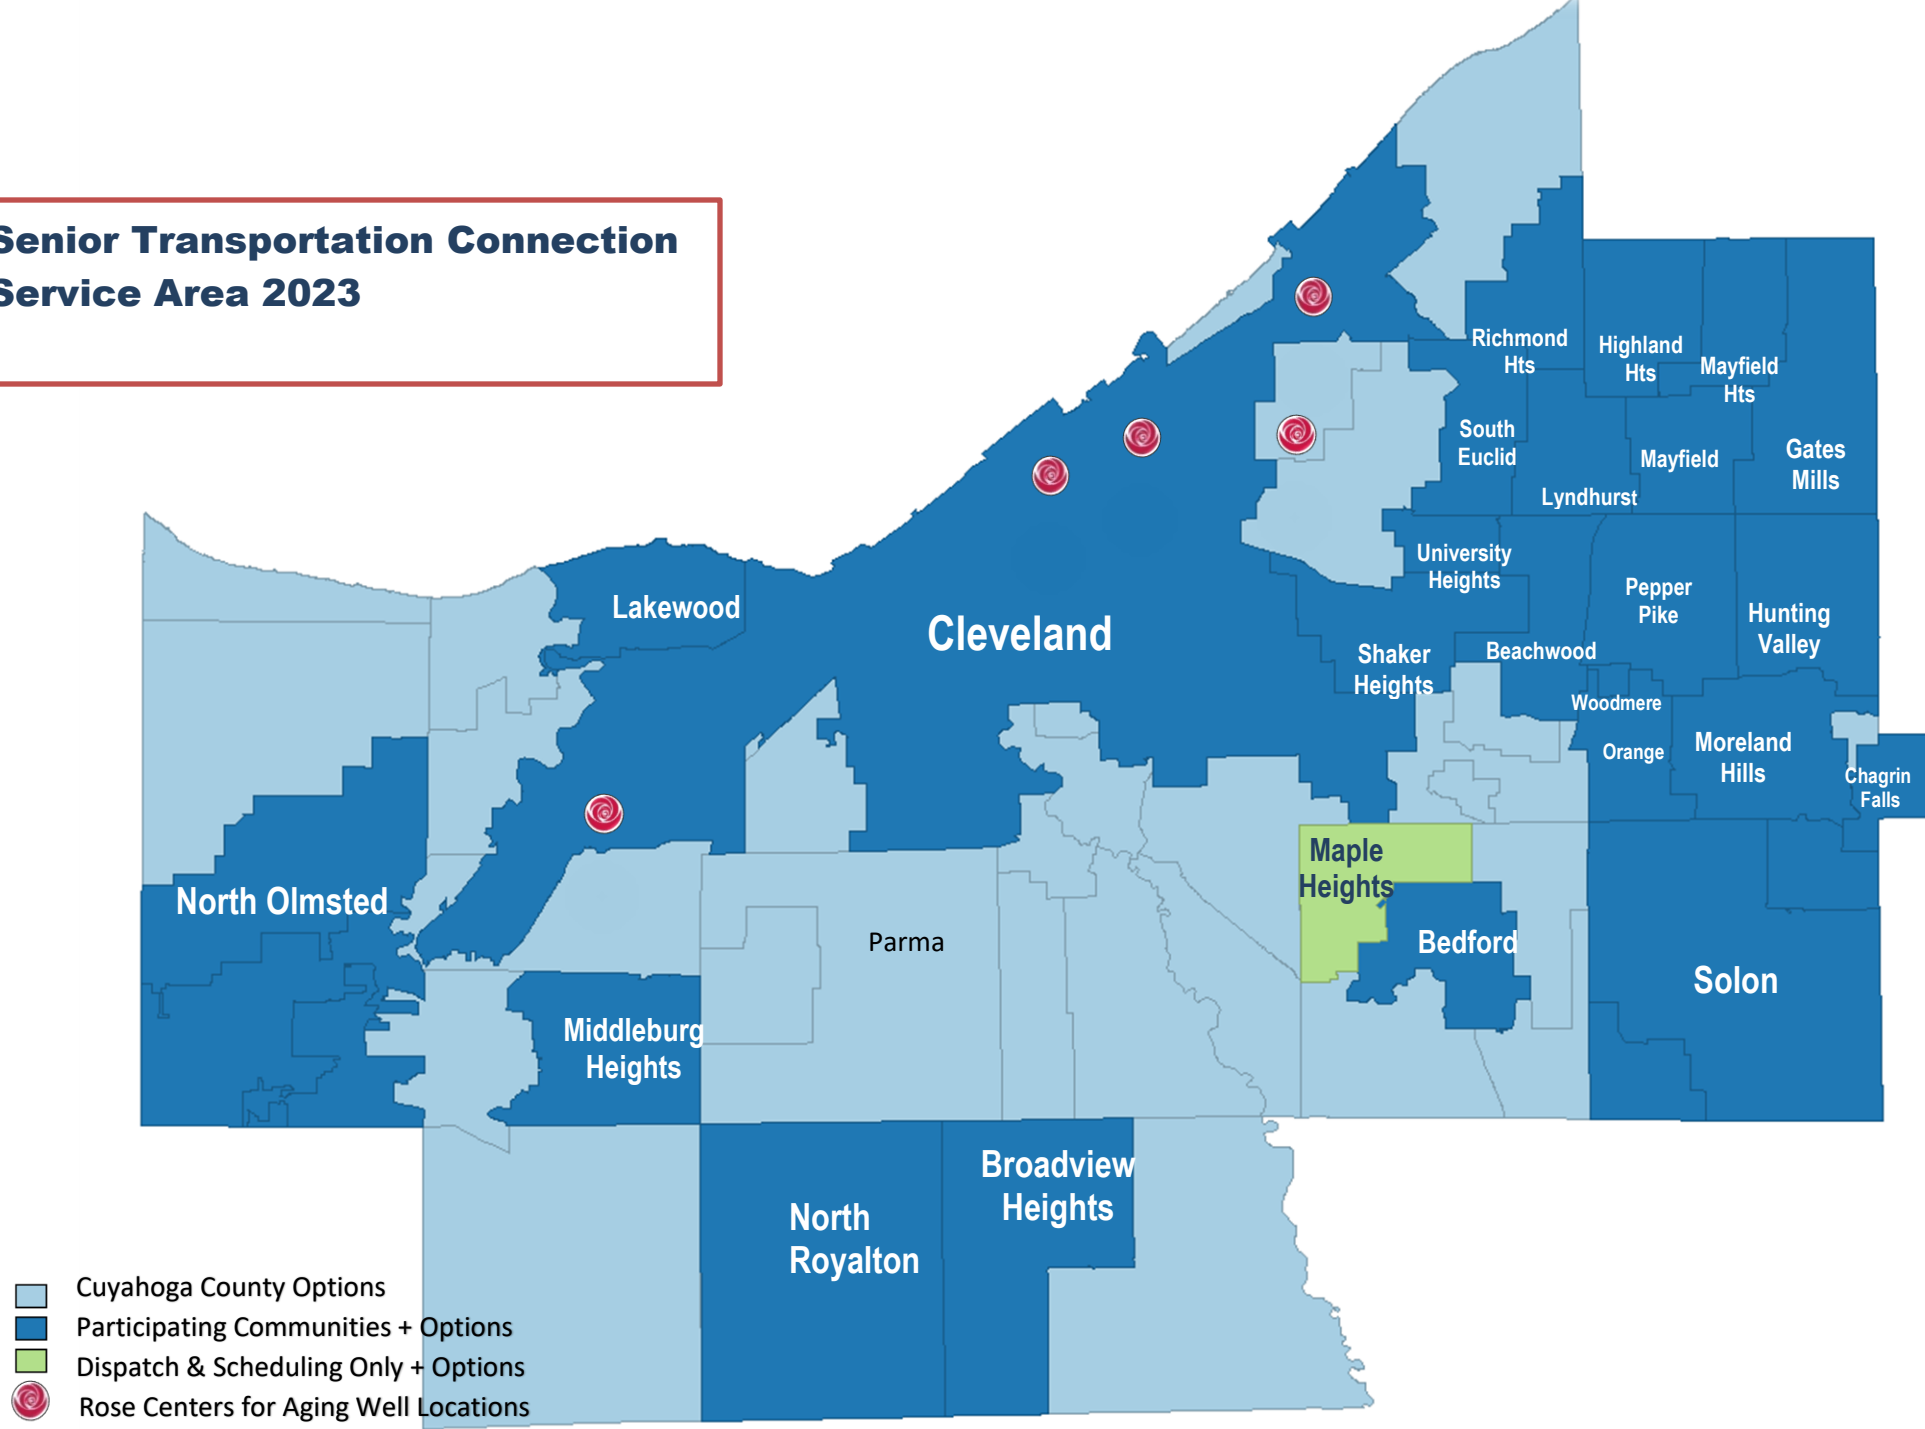 Senior Transportation Connection
Service Area 2023
Richmond
Hts
Highland
Hts
Mayfield
Hts
South
Euclid
Mayfield
Gates
Mills
Lyndhurst
University
Heights
Pepper
Pike
Hunting
Valley
Lakewood
Cleveland
Shaker
Heights
Beachwood
Woodmere
Orange
Moreland
Hills
Chagrin
Falls
Maple
Heights
North Olmsted
Parma
Bedford
Solon
Middleburg
Heights
Broadview
Heights
North
Royalton
Cuyahoga County Options
Participating Communities + Options
Dispatch & Scheduling Only + Options
Rose Centers for Aging Well Locations